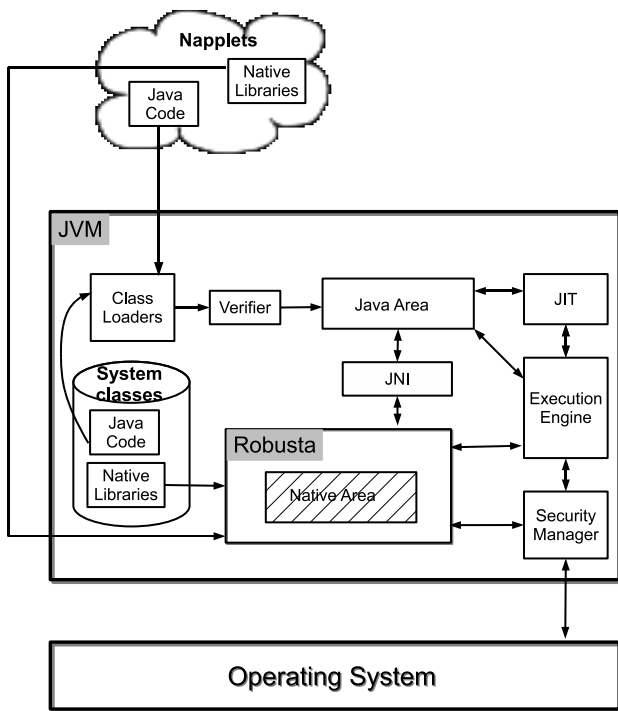 Napplets
Native
Libraries
Java
Code
JVM
Class
Loaders
Verifier
Java Area
JIT
JNI
Execution
Engine
System
classes
Java
Code
Native
Libraries
Robusta
Native Area
Security
Manager
Operating System